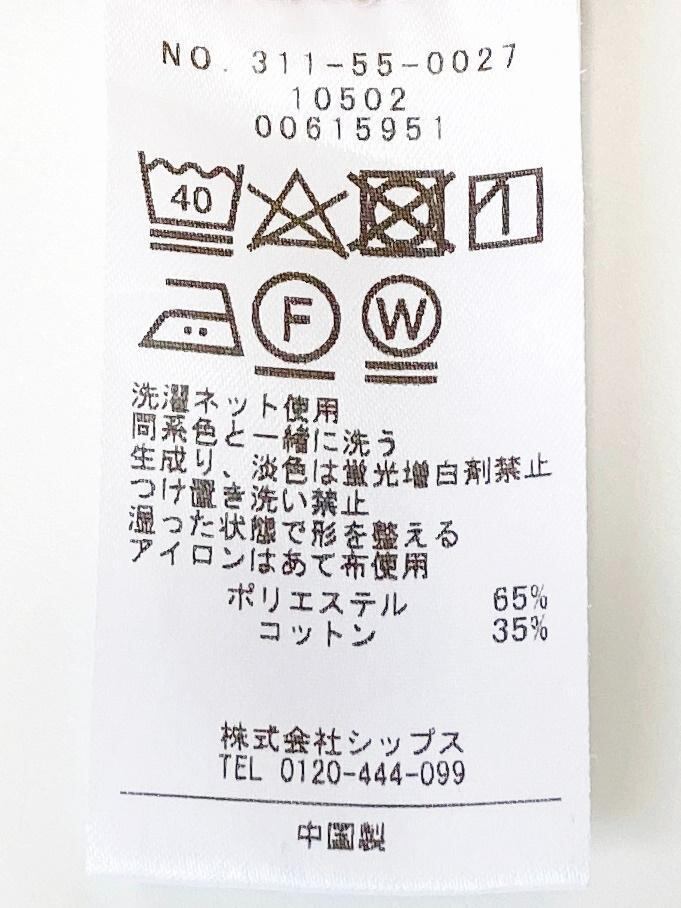 NO. 311-55-0027
10502
00615951
40
F W
洗濯ネット使用
同系色と一緒に洗う
生成り、淡色は蛍光増白剤禁止
つけ置き洗い禁止
湿った状態で形を整える
アイロンはあて布使用
ポリエステル 65%
コットン 35%
株式会社シップス
TEL 0120-444-099
中国製